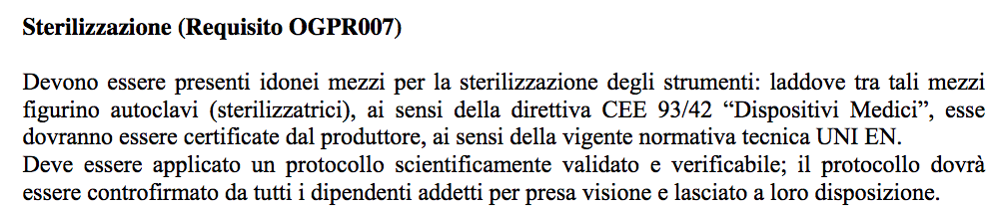 Sterilizzazione (Requisito OGPR007)
Devono essere presenti idonei mezzi per la sterilizzazione degli strumenti: laddove tra tali mezzi
figurino autoclavi (sterilizzatrici), ai sensi della direttiva CEE 93/42 “Dispositivi Medici”, esse
dovranno essere certificate dal produttore, ai sensi della vigente normativa tecnica UNI EN.
Deve essere applicato un protocollo scientificamente validato e verificabile; il protocollo dovrà
essere controfirmato da tutti i dipendenti addetti per presa visione e lasciato a loro disposizione.